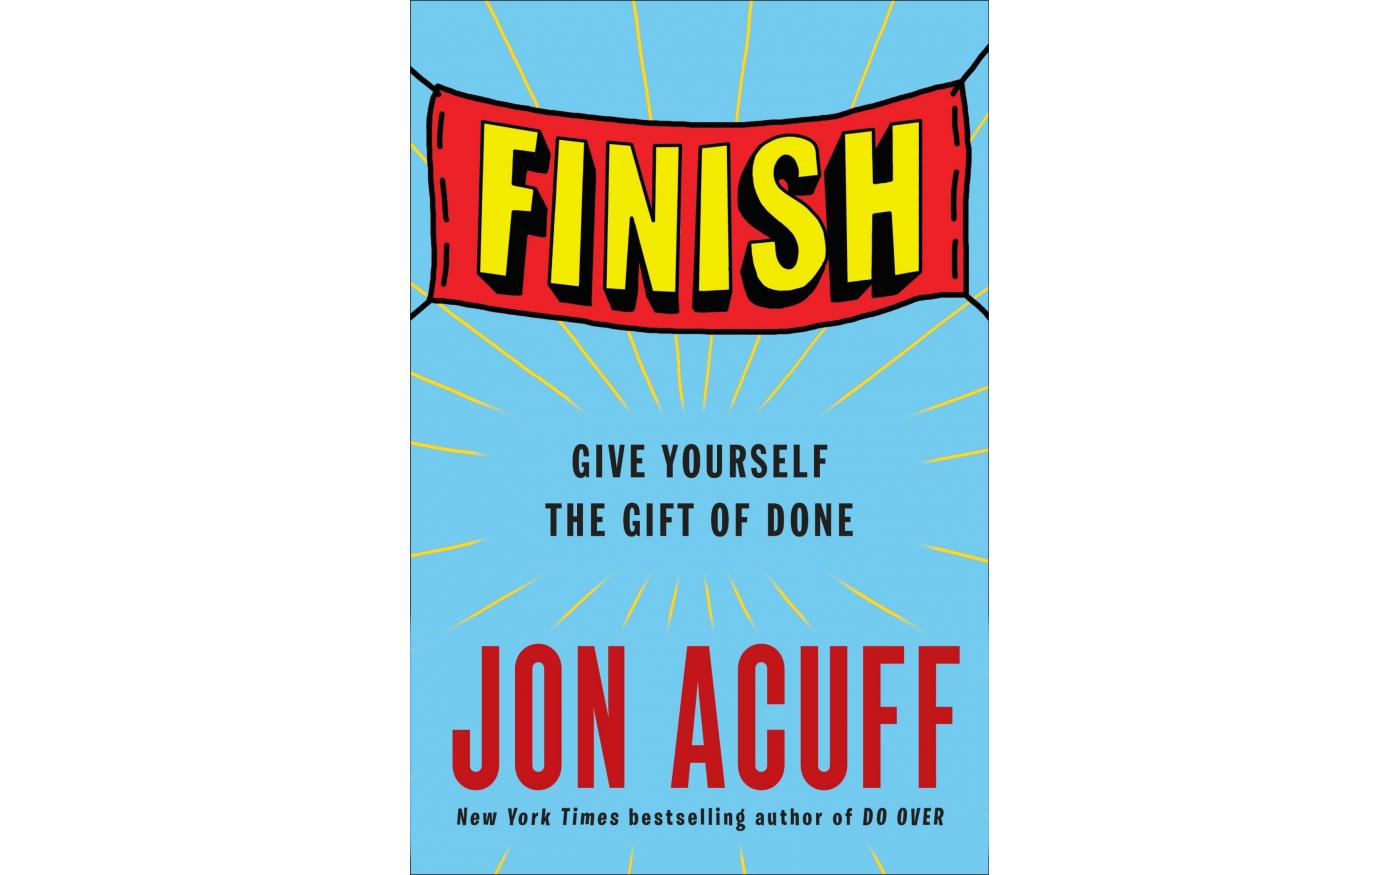 FINISH
GIVE YOURSELF
THE GIFT OF DONE
JON ACUFF
New York Times bestselling author of DO OVER